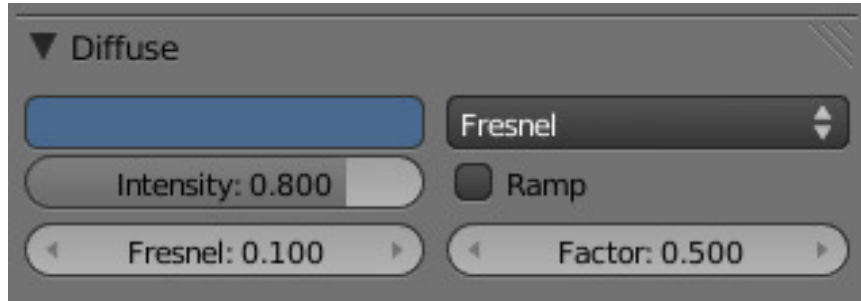 Diffuse
Fresnel
Intensity: 0.800
Ramp
Fresnel: 0.100
Factor: 0.500